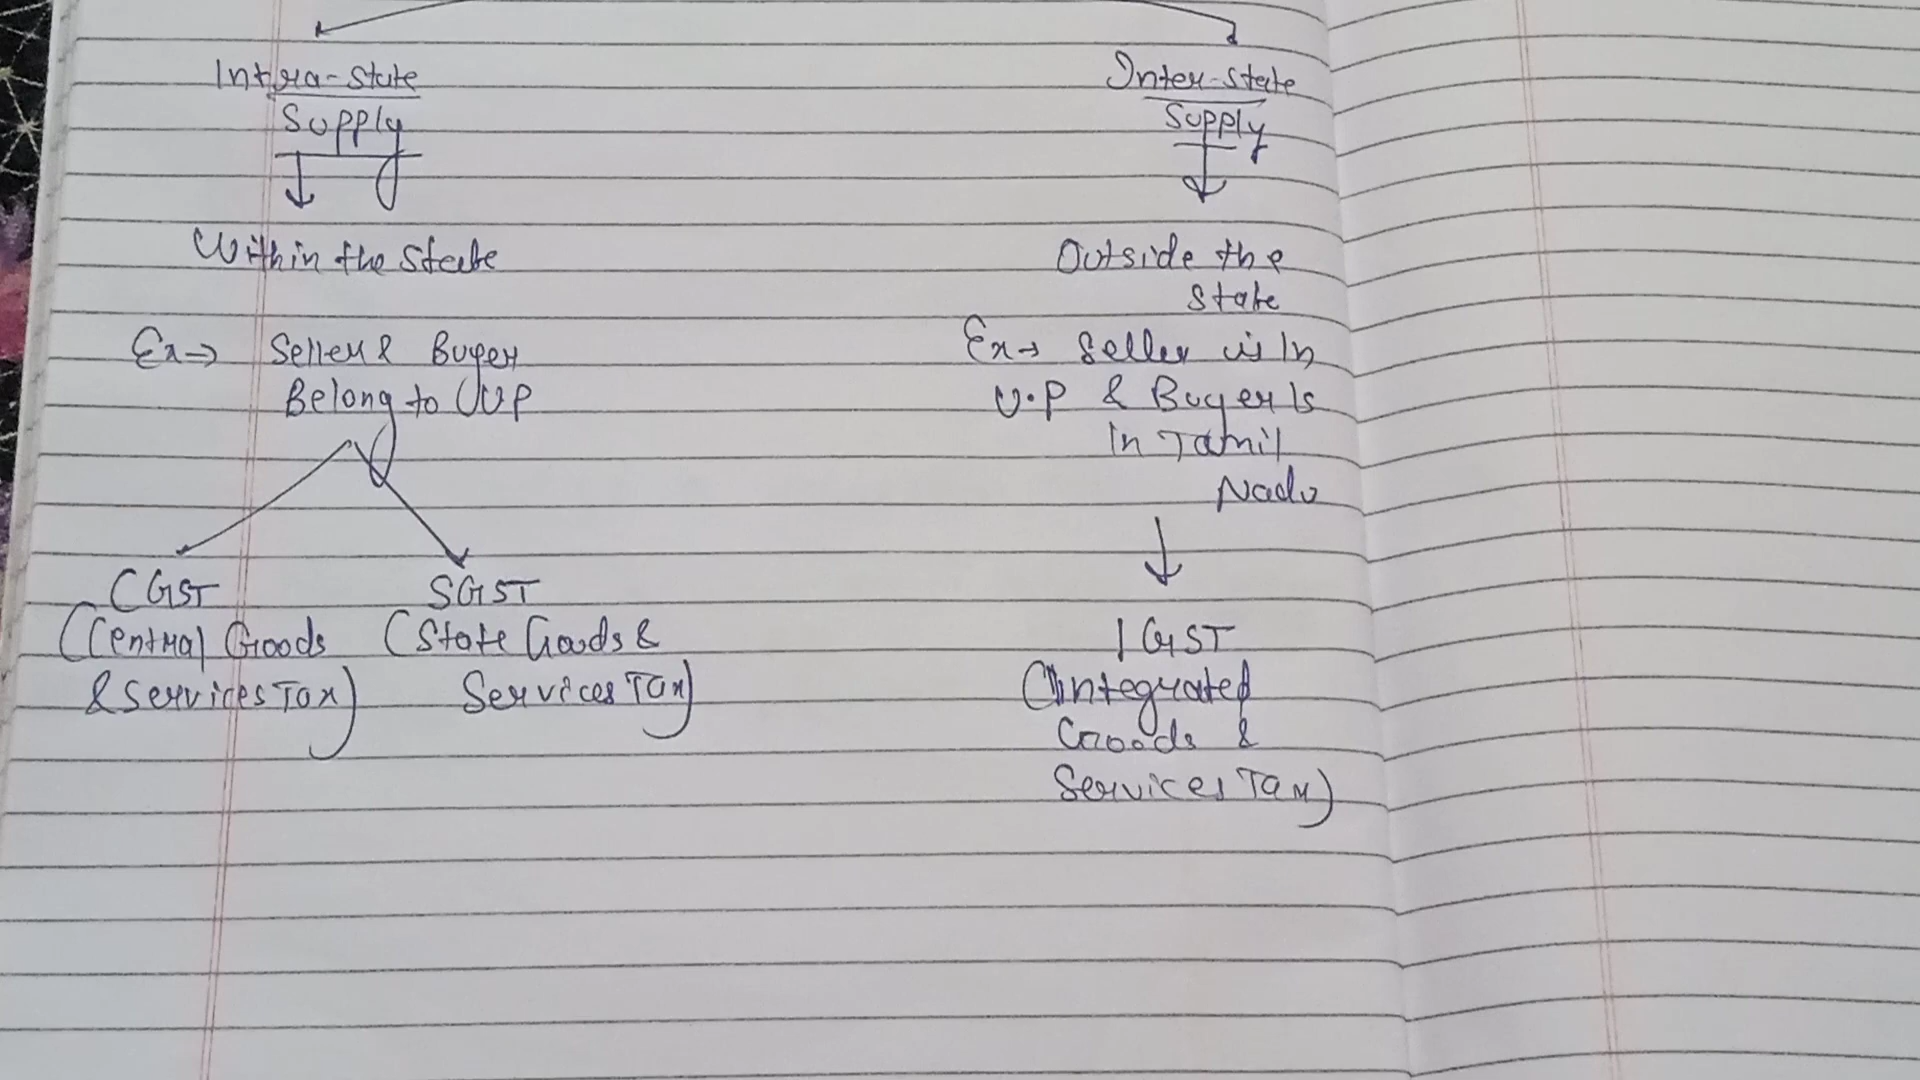 Intra-State
Supply
Within the State
Ex→ Seller & Buyer
Belong to UP
CGST
(Central Goods
& Services Tax)
SGST
(State Goods &
Services Tax)
Inter-State
Supply
Outside the
State
Ex→ Seller is In
U.P & Buyer Is
In Tamil
Nadu
IGST
(Integrated
Goods &
Services Tax)